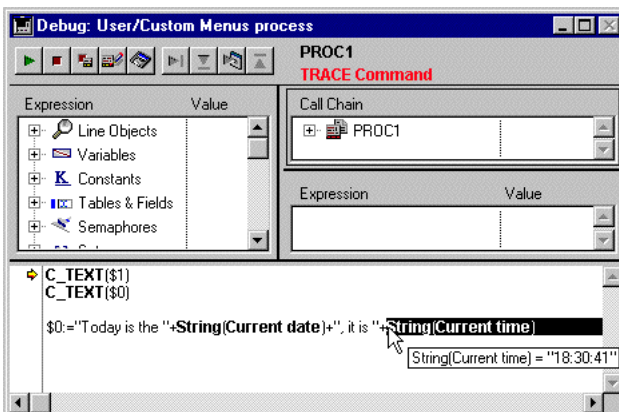 Debug: User/Custom Menus process
PROC1
TRACE Command
Expression Value
Line Objects
Variables
Constants
Tables & Fields
Semaphores
Call Chain
PROC1
Expression Value
C_TEXT($1)
C_TEXT($0)
$0:="Today is the "+String(Current date)+", it is "+String(Current time)
String(Current time) = "18:30:41"